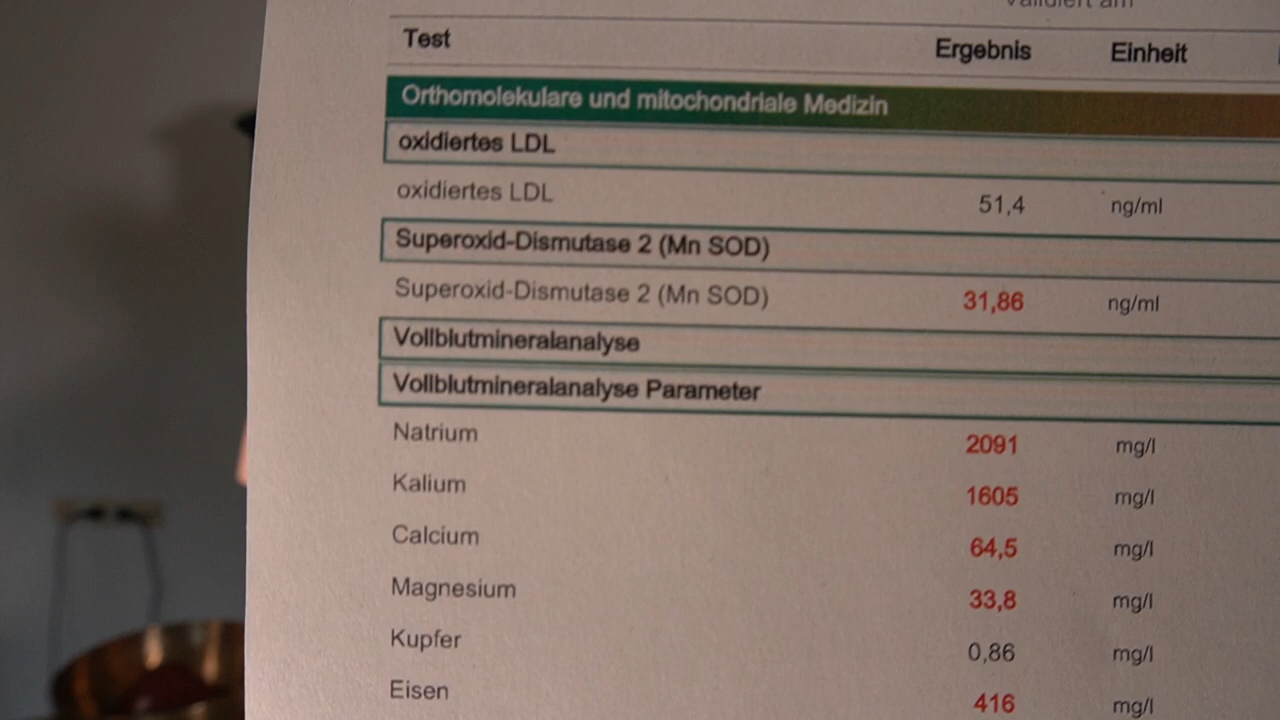 Validiert am
Test Ergebnis Einheit
Orthomolekulare und mitochondriale Medizin
oxidiertes LDL
oxidiertes LDL 51,4 ng/ml
Superoxid-Dismutase 2 (Mn SOD)
Superoxid-Dismutase 2 (Mn SOD) 31,86 ng/ml
Vollblutmineralanalyse
Vollblutmineralanalyse Parameter
Natrium 2091 mg/l
Kalium 1605 mg/l
Calcium 64,5 mg/l
Magnesium 33,8 mg/l
Kupfer 0,86 mg/l
Eisen 416 mg/l